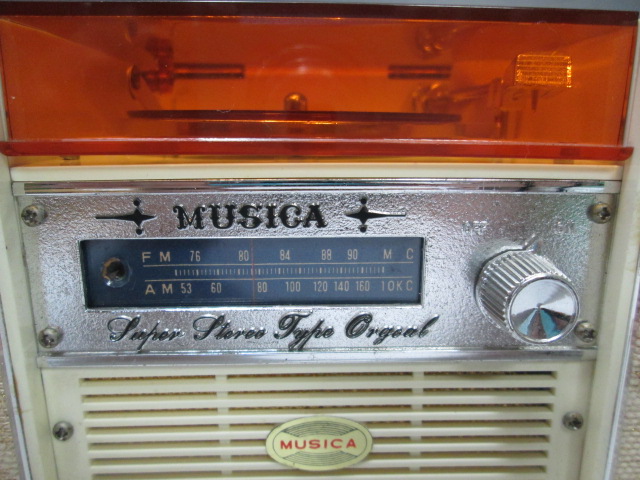 MUSICA
FM 76 80 84 88 90 MC
AM 53 60 80 100 120 140 160 10KC
Super Stereo Type Orgeal
MUSICA